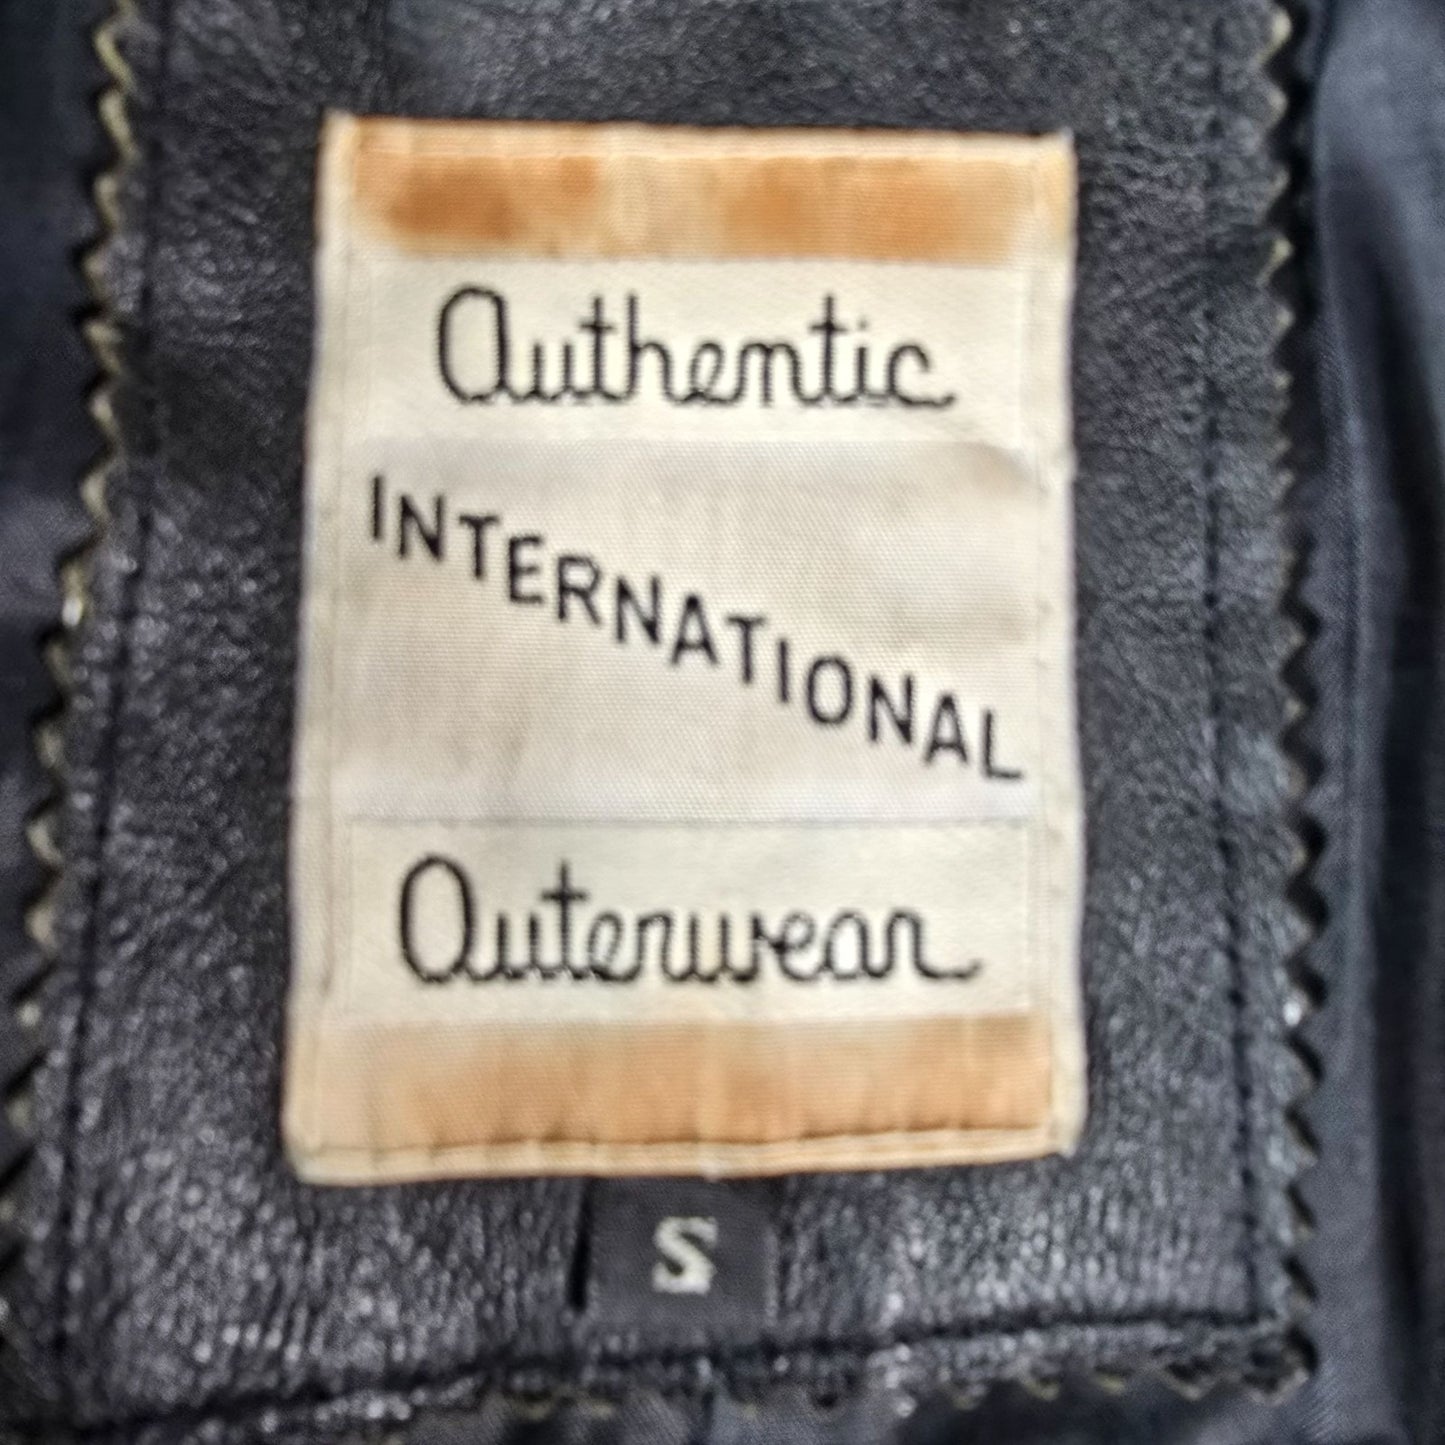 Authentic
INTERNATIONAL
Outerwear
S